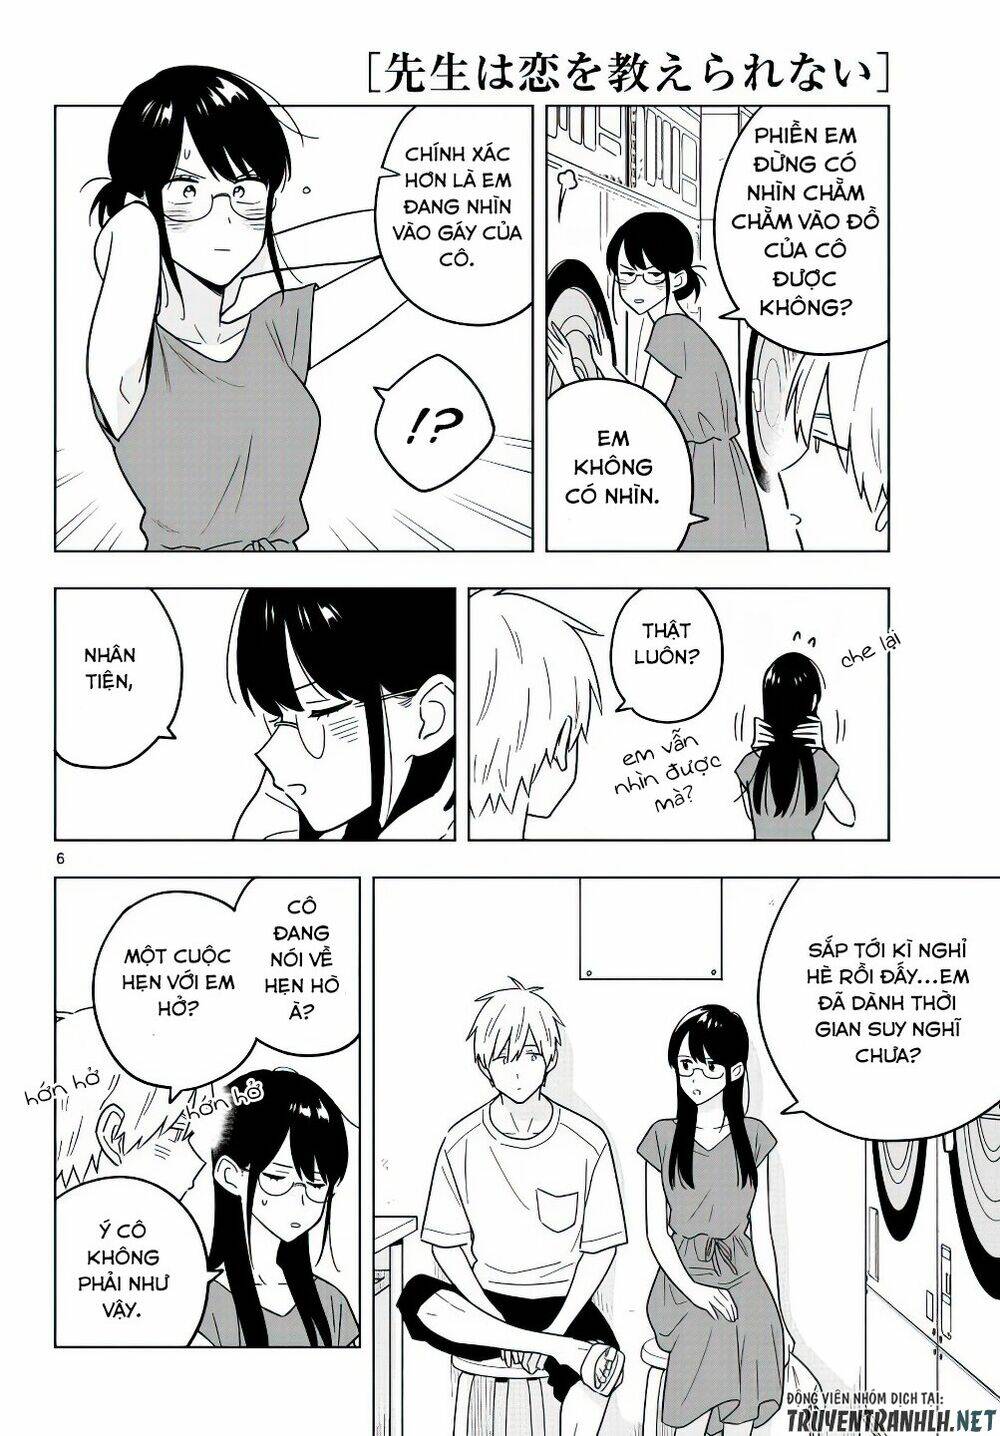 [先生は恋を教えられない]
PHIỀN EM
ĐỪNG CÓ
NHÌN CHẰM
CHẰM VÀO ĐỒ
CỦA CÔ
ĐƯỢC
KHÔNG?
EM
KHÔNG
CÓ NHÌN.
CHÍNH XÁC
HƠN LÀ EM
ĐANG NHÌN
VÀO GÁY CỦA
CÔ.
!?
THẬT
LUÔN?
che lại
em vẫn
nhìn được
mà?
NHÂN
TIỆN,
6
SẮP TỚI KÌ NGHỈ
HÈ RỒI ĐẤY...EM
ĐÃ DÀNH THỜI
GIAN SUY NGHĨ
CHƯA?
CÔ
ĐANG
NÓI VỀ
HẸN HÒ
À?
MỘT CUỘC
HẸN VỚI EM
HỞ?
hớn hở
hớn hở
Ý CÔ
KHÔNG
PHẢI NHƯ
VẬY.
ĐỘNG VIÊN NHÓM DỊCH TẠI:
TRUYENTRANHLH.NET